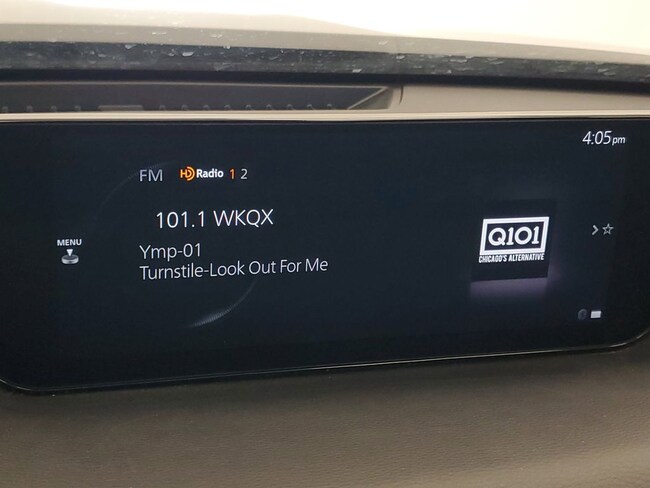 4:05pm
FM HD Radio 1 2
101.1 WKQX
MENU
Ymp-01
Turnstile-Look Out For Me
Q101
CHICAGO'S ALTERNATIVE